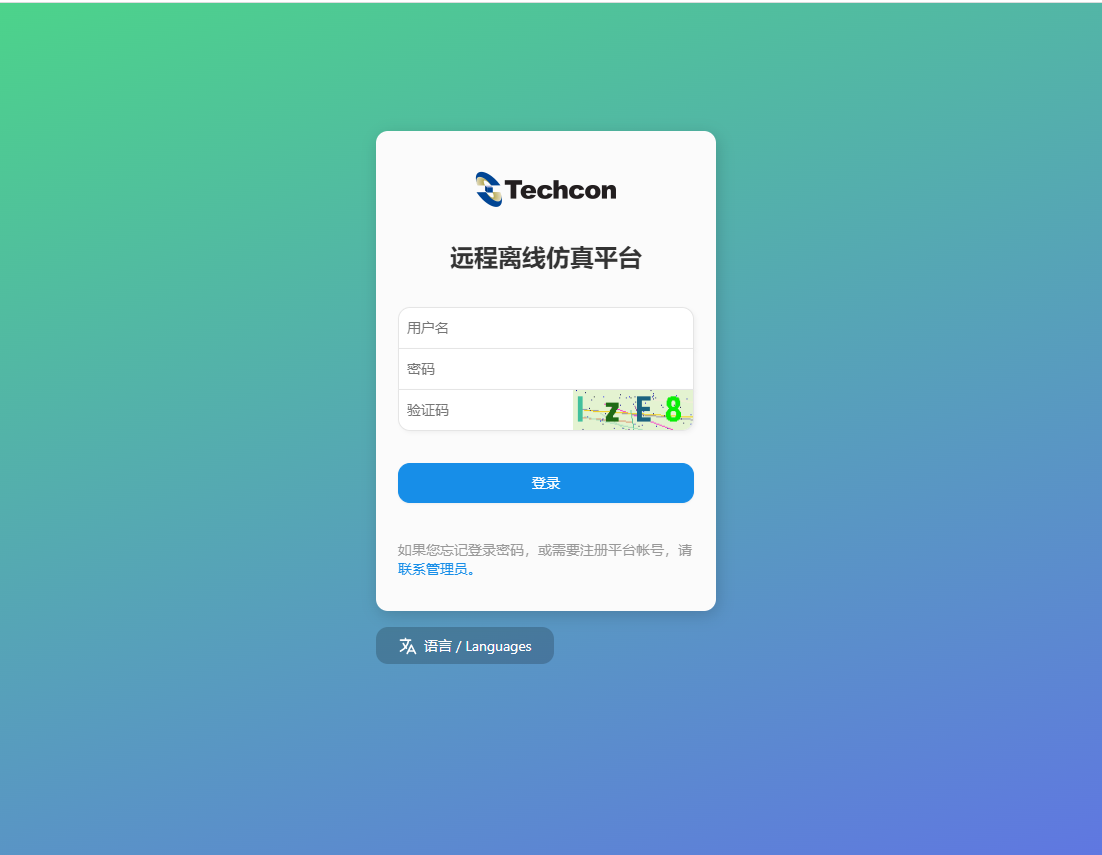 Techcon
远程离线仿真平台
用户名
密码
验证码
zE8
登录
如果您忘记登录密码，或需要注册平台帐号，请
联系管理员。
语言 / Languages